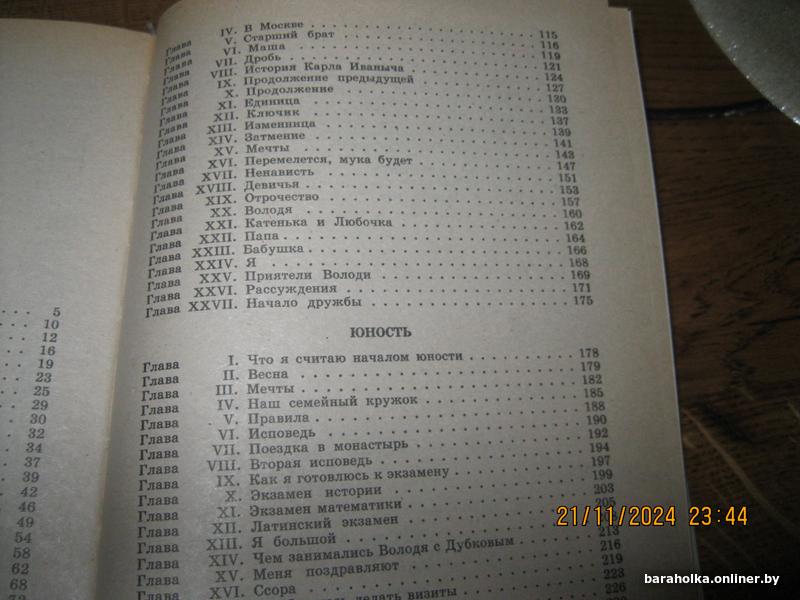 5
10
12
16
19
23
25
29
30
32
34
37
39
42
46
49
54
58
62
68
Глава IV. В Москве 115
Глава V. Старший брат 116
Глава VI. Маша 119
Глава VII. Дробь 121
Глава VIII. История Карла Иваныча 124
Глава IX. Продолжение предыдущей 127
Глава X. Продолжение 130
Глава XI. Единица 133
Глава XII. Ключик 137
Глава XIII. Изменница 139
Глава XIV. Затмение 141
Глава XV. Мечты 143
Глава XVI. Перемелется, мука будет 147
Глава XVII. Ненависть 151
Глава XVIII. Девичья 153
Глава XIX. Отрочество 157
Глава XX. Володя 160
Глава XXI. Катенька и Любочка 162
Глава XXII. Папа 164
Глава XXIII. Бабушка 166
Глава XXIV. Я 168
Глава XXV. Приятели Володи 169
Глава XXVI. Рассуждения 171
Глава XXVII. Начало дружбы 175
ЮНОСТЬ
Глава I. Что я считаю началом юности 178
Глава II. Весна 179
Глава III. Мечты 182
Глава IV. Наш семейный кружок 185
Глава V. Правила 188
Глава VI. Исповедь 190
Глава VII. Поездка в монастырь 192
Глава VIII. Вторая исповедь 194
Глава IX. Как я готовлюсь к экзамену 197
Глава X. Экзамен истории 199
Глава XI. Экзамен математики 203
Глава XII. Латинский экзамен 205
Глава XIII. Я большой
Глава XIV. Чем занимались Володя с Дубковым 213
Глава XV. Меня поздравляют 216
Глава XVI. Ссора 219
делать визиты 223
226
21/11/2024 23:44
baraholka.onliner.by